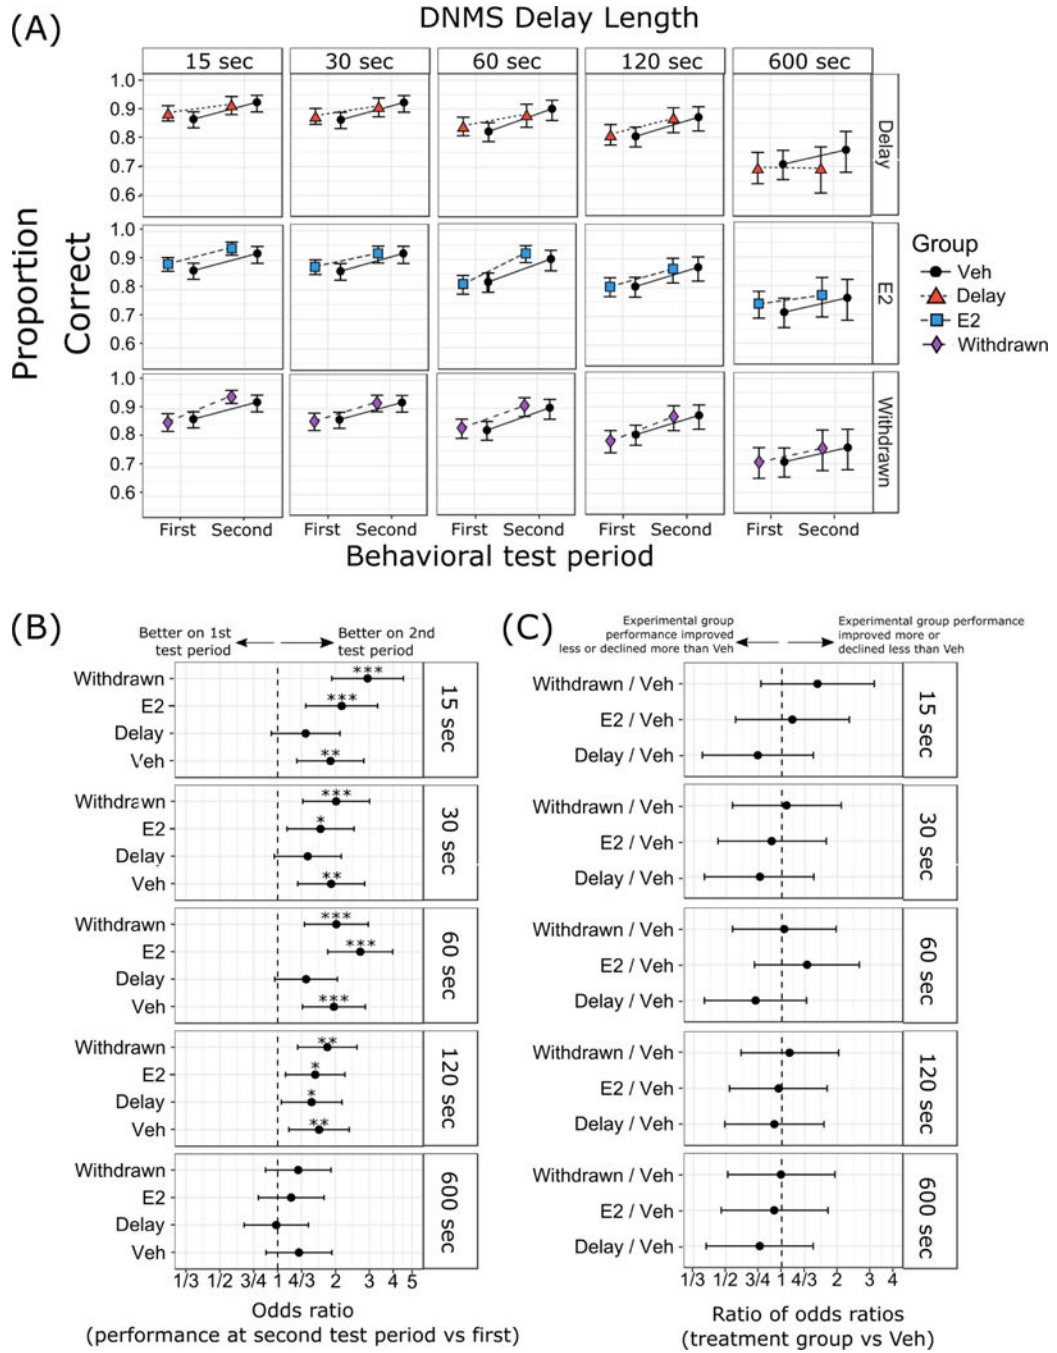 (A)
DNMS Delay Length
15 sec
30 sec
60 sec
120 sec
600 sec
Proportion
Correct
1.0
0.9
0.8
0.7
0.6
Delay
1.0
0.9
0.8
0.7
0.6
E2
1.0
0.9
0.8
0.7
0.6
Withdrawn
Group
Veh
Delay
E2
Withdrawn
First Second
First Second
First Second
First Second
First Second
Behavioral test period
(B)
Better on 1st
test period
Better on 2nd
test period
Withdrawn ***
E2 ***
Delay
Veh **
15 sec
Withdrawn ***
E2 *
Delay
Veh **
30 sec
Withdrawn ***
E2 ***
Delay
Veh ***
60 sec
Withdrawn **
E2 *
Delay *
Veh **
120 sec
Withdrawn
E2
Delay
Veh
600 sec
1/3 1/2 3/4 1 4/3 2 3 4 5
Odds ratio
(performance at second test period vs first)
(C)
Experimental group
performance improved
less or declined more than Veh
Experimental group performance
improved more or
declined less than Veh
Withdrawn / Veh
E2 / Veh
Delay / Veh
15 sec
Withdrawn / Veh
E2 / Veh
Delay / Veh
30 sec
Withdrawn / Veh
E2 / Veh
Delay / Veh
60 sec
Withdrawn / Veh
E2 / Veh
Delay / Veh
120 sec
Withdrawn / Veh
E2 / Veh
Delay / Veh
600 sec
1/3 1/2 3/4 1 4/3 2 3 4
Ratio of odds ratios
(treatment group vs Veh)